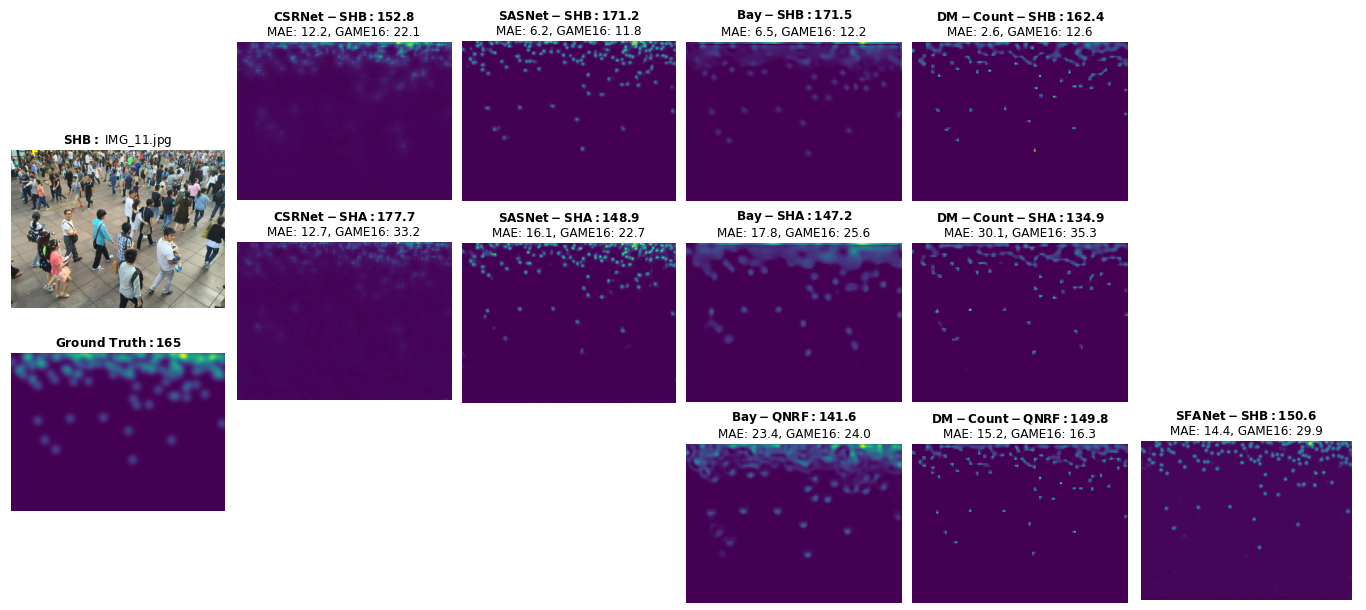 CSRNet-SHB: 152.8
MAE: 12.2, GAME16: 22.1
SASNet-SHB: 171.2
MAE: 6.2, GAME16: 11.8
Bay-SHB: 171.5
MAE: 6.5, GAME16: 12.2
DM-Count-SHB: 162.4
MAE: 2.6, GAME16: 12.6
SHB: IMG_11.jpg
CSRNet-SHA: 177.7
MAE: 12.7, GAME16: 33.2
SASNet-SHA: 148.9
MAE: 16.1, GAME16: 22.7
Bay-SHA: 147.2
MAE: 17.8, GAME16: 25.6
DM-Count-SHA: 134.9
MAE: 30.1, GAME16: 35.3
Ground Truth: 165
Bay-QNRF: 141.6
MAE: 23.4, GAME16: 24.0
DM-Count-QNRF: 149.8
MAE: 15.2, GAME16: 16.3
SFANet-SHB: 150.6
MAE: 14.4, GAME16: 29.9